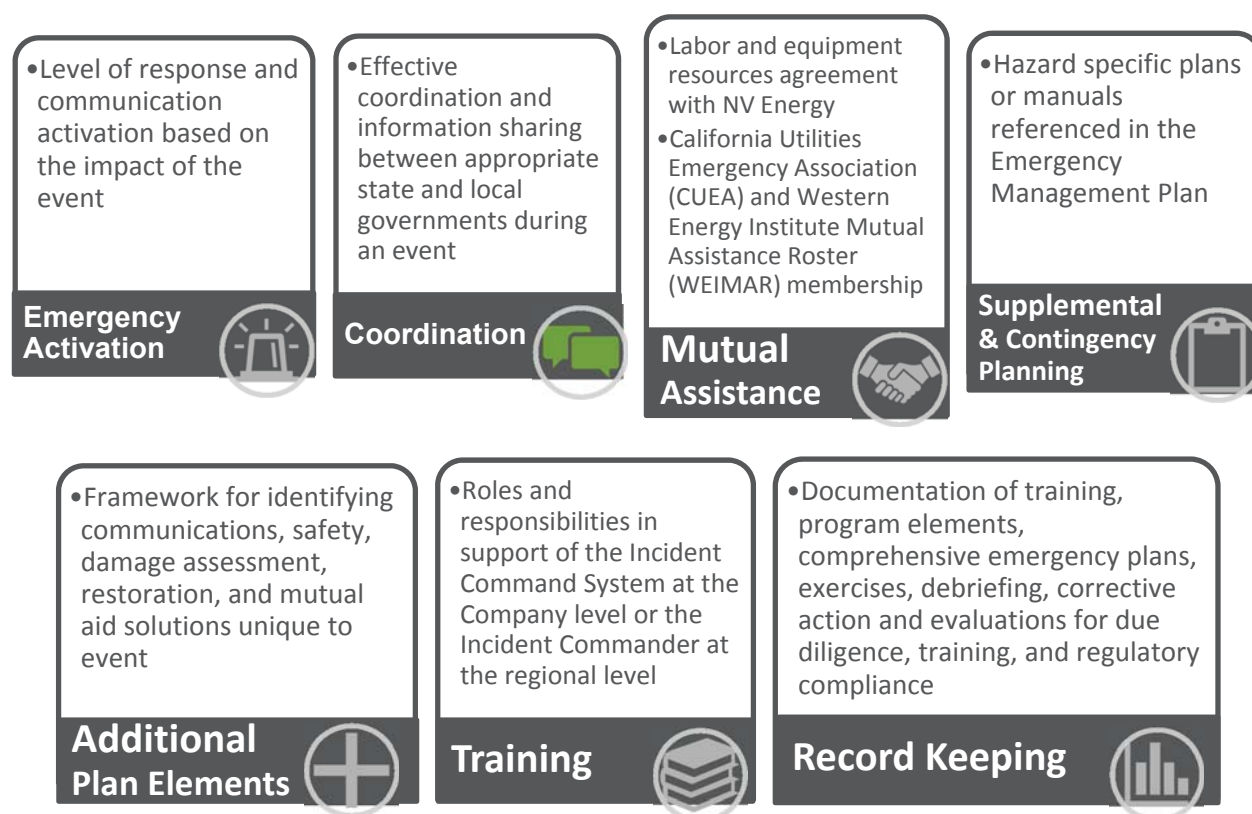 •Level of response and
communication
activation based on
the impact of the
event
Emergency
Activation
•Effective
coordination and
information sharing
between appropriate
state and local
governments during
an event
Coordination
•Labor and equipment
resources agreement
with NV Energy
•California Utilities
Emergency Association
(CUEA) and Western
Energy Institute Mutual
Assistance Roster
(WEIMAR) membership
Mutual
Assistance
•Hazard specific plans
or manuals
referenced in the
Emergency
Management Plan
Supplemental
& Contingency
Planning
•Framework for identifying
communications, safety,
damage assessment,
restoration, and mutual
aid solutions unique to
event
Additional
Plan Elements
•Roles and
responsibilities in
support of the Incident
Command System at the
Company level or the
Incident Commander at
the regional level
Training
•Documentation of training,
program elements,
comprehensive emergency plans,
exercises, debriefing, corrective
action and evaluations for due
diligence, training, and regulatory
compliance
Record Keeping